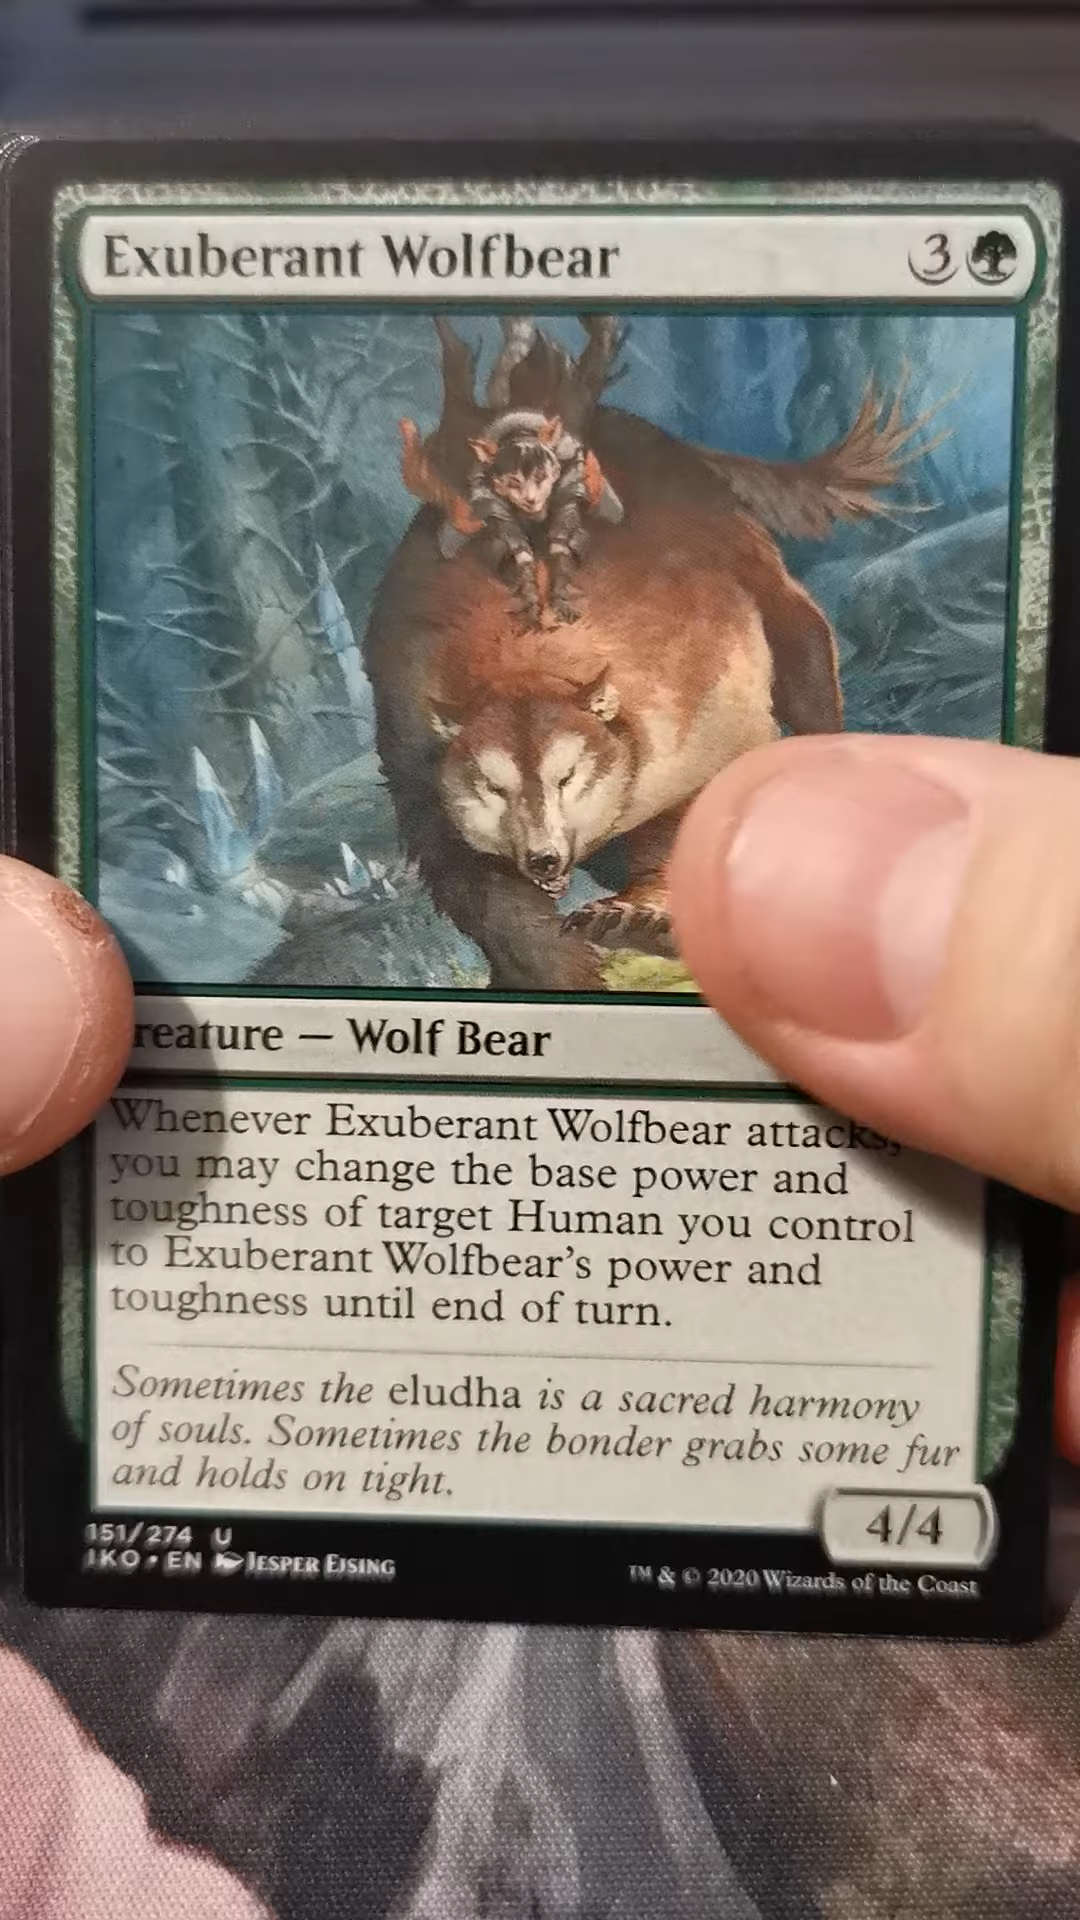 Exuberant Wolfbear 3
reature — Wolf Bear
Whenever Exuberant Wolfbear attacks,
you may change the base power and
toughness of target Human you control
to Exuberant Wolfbear's power and
toughness until end of turn.
Sometimes the eludha is a sacred harmony
of souls. Sometimes the bonder grabs some fur
and holds on tight.
4/4
151/274 U
IKO • EN JESPER EJSING
™ & © 2020 Wizards of the Coast